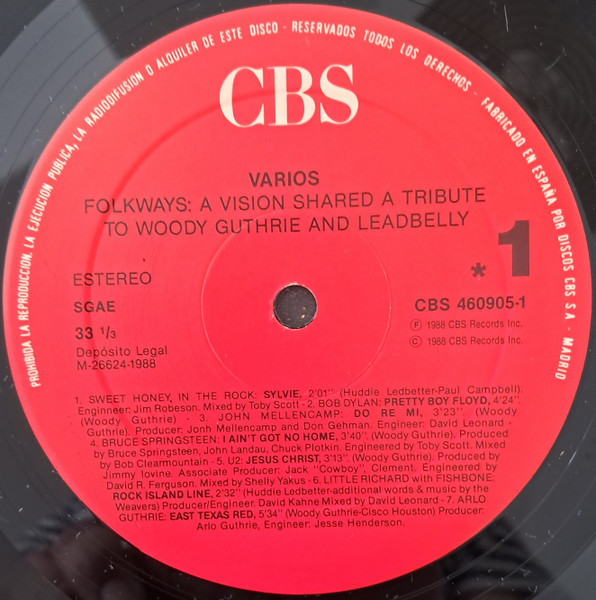 PROHIBIDA LA REPRODUCCION, LA EJECUCION PUBLICA, LA RADIODIFUSION O ALQUILER DE ESTE DISCO - RESERVADOS TODOS LOS DERECHOS - FABRICADO EN ESPAÑA POR DISCOS CBS S.A. - MADRID
CBS
VARIOS
FOLKWAYS: A VISION SHARED A TRIBUTE
TO WOODY GUTHRIE AND LEADBELLY
ESTEREO
* 1
SGAE
CBS 460905-1
33 1/3
Ⓟ 1988 CBS Records Inc.
Depósito Legal
© 1988 CBS Records Inc.
M-26624-1988
1. SWEET HONEY, IN THE ROCK: SYLVIE, 2'01'' (Huddie Ledbetter-Paul Campbell).
Engineer: Jim Robeson. Mixed by Toby Scott - 2. BOB DYLAN: PRETTY BOY FLOYD, 4'24''.
(Woody Guthrie) - 3. JOHN MELLENCAMP: DO RE MI, 3'23'' (Woody
Guthrie). Producer: Jonh Mellencamp and Don Gehman. Engineer: David Leonard -
4. BRUCE SPRINGSTEEN: I AIN'T GOT NO HOME, 3'40''. (Woody Guthrie). Produced
by Bruce Springsteen, John Landau, Chuck Plotkin. Engineered by Toby Scott. Mixed
by Bob Clearmountain - 5. U2: JESUS CHRIST, 3'13'' (Woody Guthrie). Produced by
Jimmy Iovine. Associate Producer: Jack ''Cowboy'', Clement. Engineered by
David R. Ferguson. Mixed by Shelly Yakus - 6. LITTLE RICHARD with FISHBONE:
ROCK ISLAND LINE, 2'32'' (Huddie Ledbetter-additional words & music by the
Weavers) Producer/Engineer: David Kahne Mixed by David Leonard - 7. ARLO
GUTHRIE: EAST TEXAS RED, 5'34'' (Woody Guthrie-Cisco Houston) Producer:
Arlo Guthrie, Engineer: Jesse Henderson.